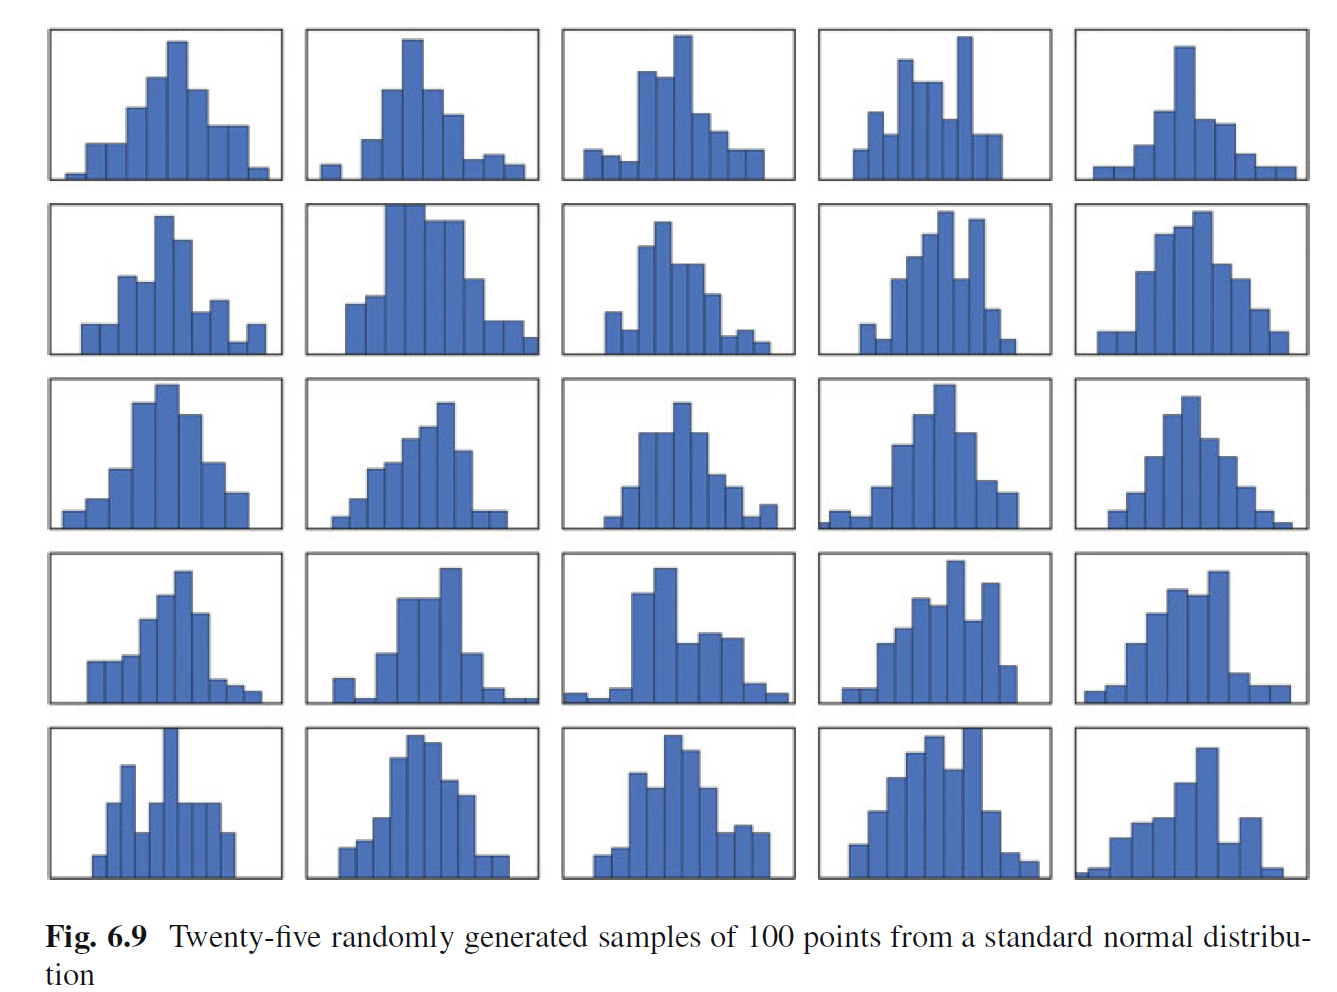 Fig. 6.9 Twenty-five randomly generated samples of 100 points from a standard normal distribu-
tion